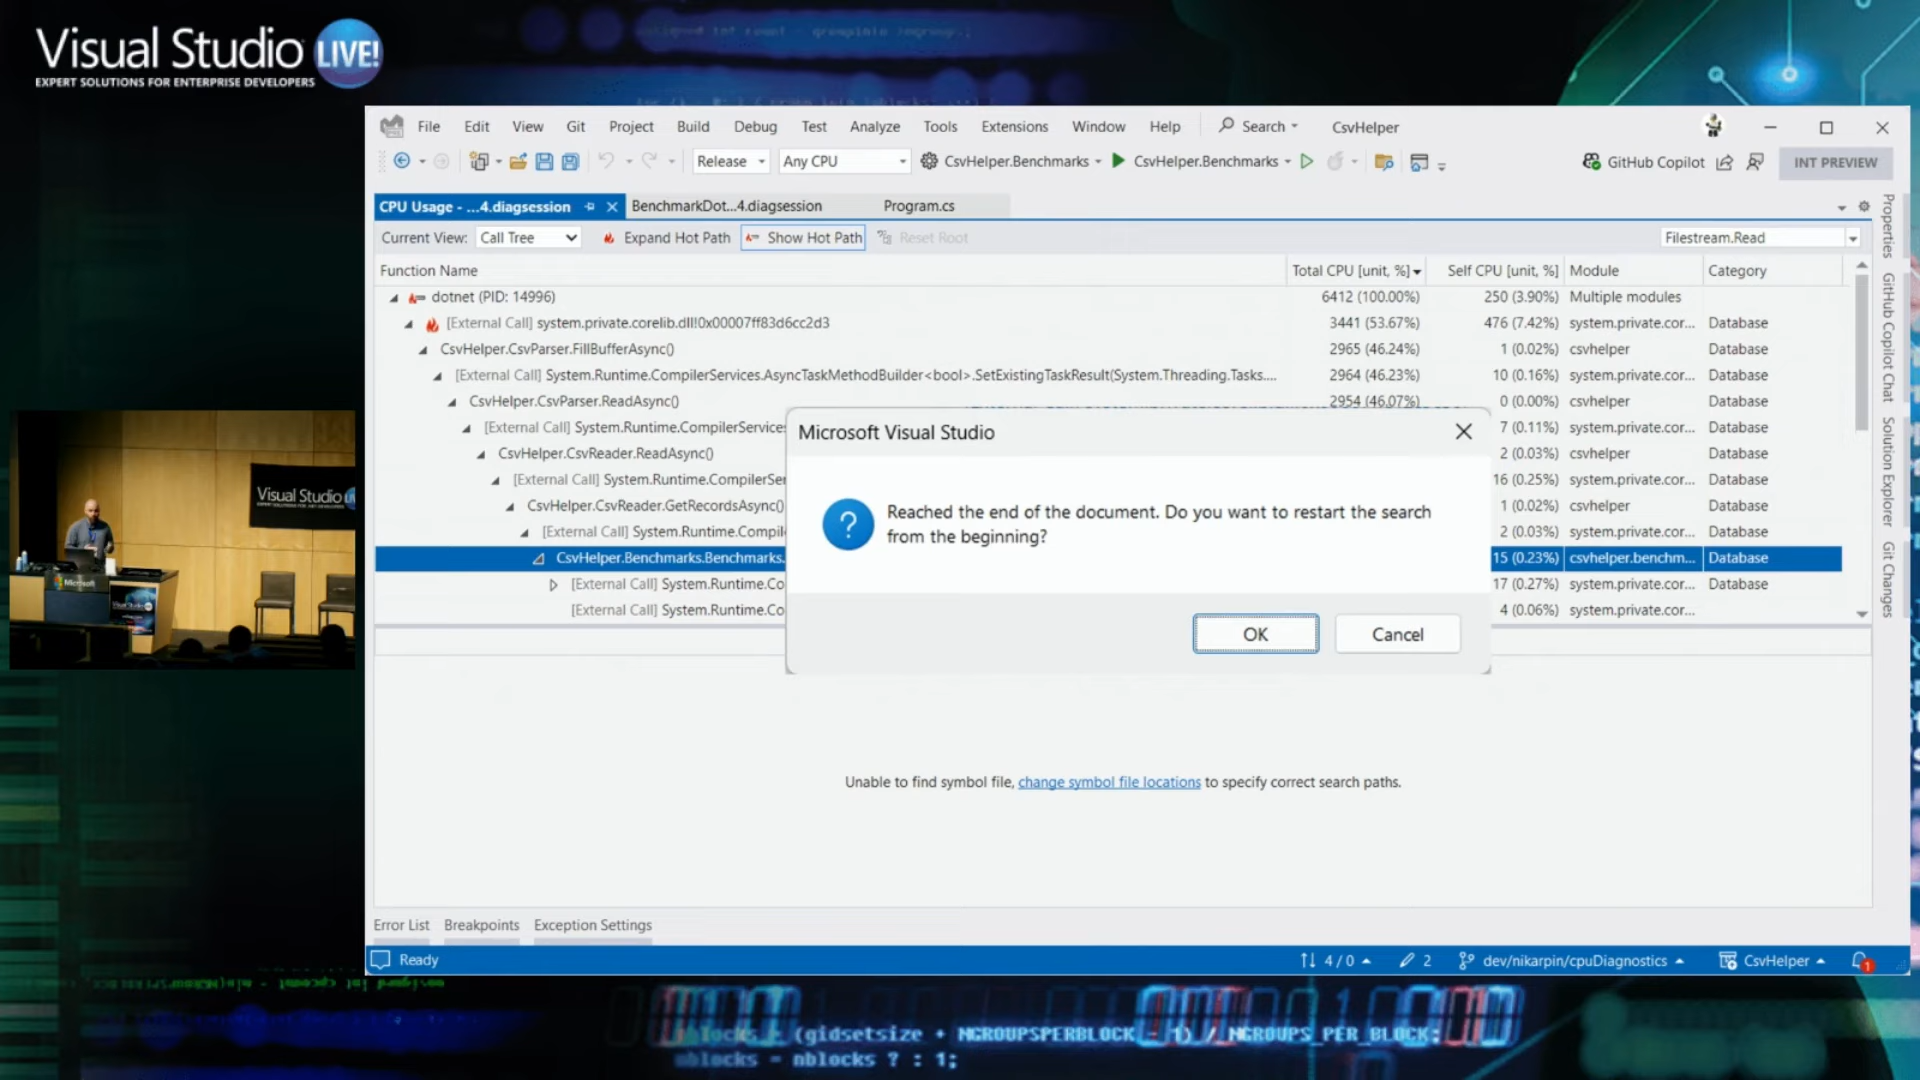 Visual Studio LIVE!
EXPERT SOLUTIONS FOR ENTERPRISE DEVELOPERS
File Edit View Git Project Build Debug Test Analyze Tools Extensions Window Help Search CsvHelper
Release Any CPU CsvHelper.Benchmarks CsvHelper.Benchmarks GitHub Copilot INT PREVIEW
CPU Usage - ...4.diagsession BenchmarkDot...4.diagsession Program.cs
Current View: Call Tree Expand Hot Path Show Hot Path Reset Root Filestream.Read
Function Name Total CPU [unit, %] Self CPU [unit, %] Module Category
dotnet (PID: 14996) 6412 (100.00%) 250 (3.90%) Multiple modules
[External Call] system.private.corelib.dll!0x00007ff83d6cc2d3 3441 (53.67%) 476 (7.42%) system.private.cor... Database
CsvHelper.CsvParser.FillBufferAsync() 2965 (46.24%) 1 (0.02%) csvhelper Database
[External Call] System.Runtime.CompilerServices.AsyncTaskMethodBuilder<bool>.SetExistingTaskResult(System.Threading.Tasks.... 2964 (46.23%) 10 (0.16%) system.private.cor... Database
CsvHelper.CsvParser.ReadAsync() 2954 (46.07%) 0 (0.00%) csvhelper Database
[External Call] System.Runtime.CompilerServices 7 (0.11%) system.private.cor... Database
CsvHelper.CsvReader.ReadAsync() 2 (0.03%) csvhelper Database
[External Call] System.Runtime.CompilerSer 16 (0.25%) system.private.cor... Database
CsvHelper.CsvReader.GetRecordsAsync() 1 (0.02%) csvhelper Database
[External Call] System.Runtime.Compil 2 (0.03%) system.private.cor... Database
CsvHelper.Benchmarks.Benchmarks. 15 (0.23%) csvhelper.benchm... Database
[External Call] System.Runtime.Co 17 (0.27%) system.private.cor... Database
[External Call] System.Runtime.Co 4 (0.06%) system.private.cor...
Microsoft Visual Studio
Reached the end of the document. Do you want to restart the search
from the beginning?
OK Cancel
Unable to find symbol file, change symbol file locations to specify correct search paths.
Error List Breakpoints Exception Settings
Ready 4 / 0 2 dev/nikarpin/cpuDiagnostics CsvHelper 1
Properties
GitHub Copilot Chat
Solution Explorer
Git Changes
Visual Studio
Microsoft
(gidsetsize + NGROUPSPERBLOCK - 1) / NGROUPS_PER_BLOCK;
nblocks = nblocks ? : 1;